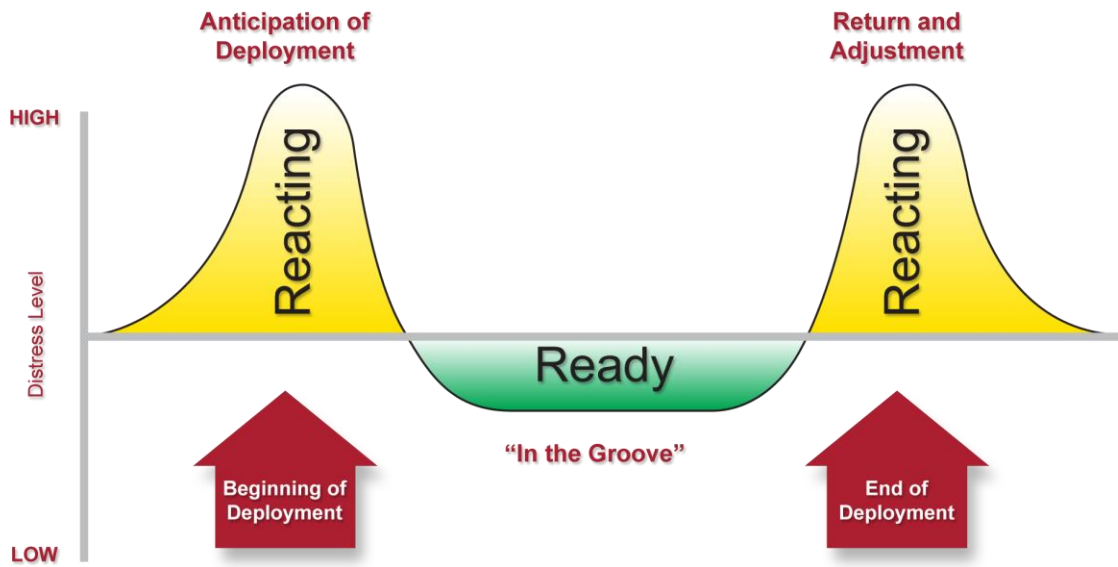 Anticipation of
Deployment
Return and
Adjustment
HIGH
Reacting
Reacting
Distress Level
Ready
“In the Groove”
Beginning of
Deployment
End of
Deployment
LOW